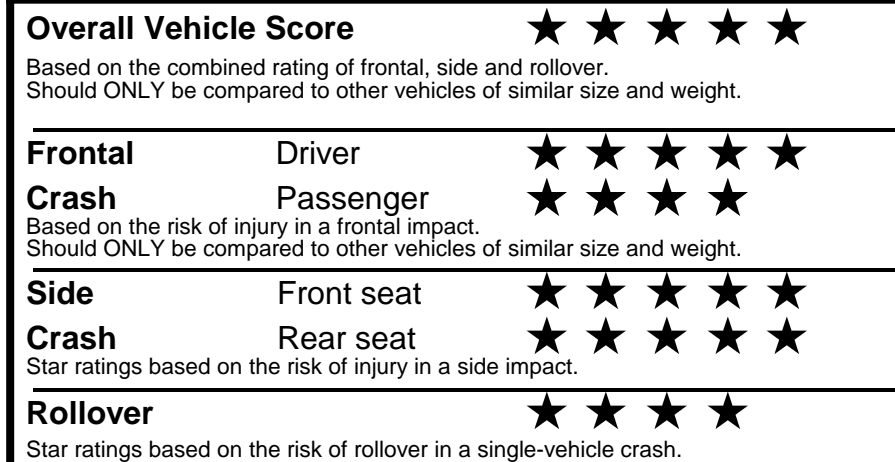 Overall Vehicle Score ★ ★ ★ ★ ★
Based on the combined rating of frontal, side and rollover.
Should ONLY be compared to other vehicles of similar size and weight.
Frontal Driver ★ ★ ★ ★ ★
Crash Passenger ★ ★ ★ ★
Based on the risk of injury in a frontal impact.
Should ONLY be compared to other vehicles of similar size and weight.
Side Front seat ★ ★ ★ ★ ★
Crash Rear seat ★ ★ ★ ★ ★
Star ratings based on the risk of injury in a side impact.
Rollover ★ ★ ★ ★
Star ratings based on the risk of rollover in a single-vehicle crash.